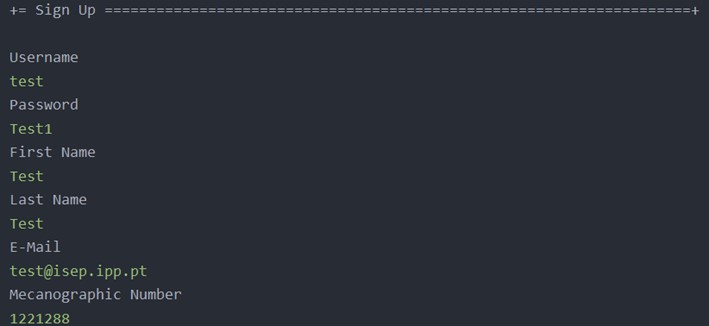 += Sign Up ====================================================================+
Username
test
Password
Test1
First Name
Test
Last Name
Test
E-Mail
test@isep.ipp.pt
Mecanographic Number
1221288